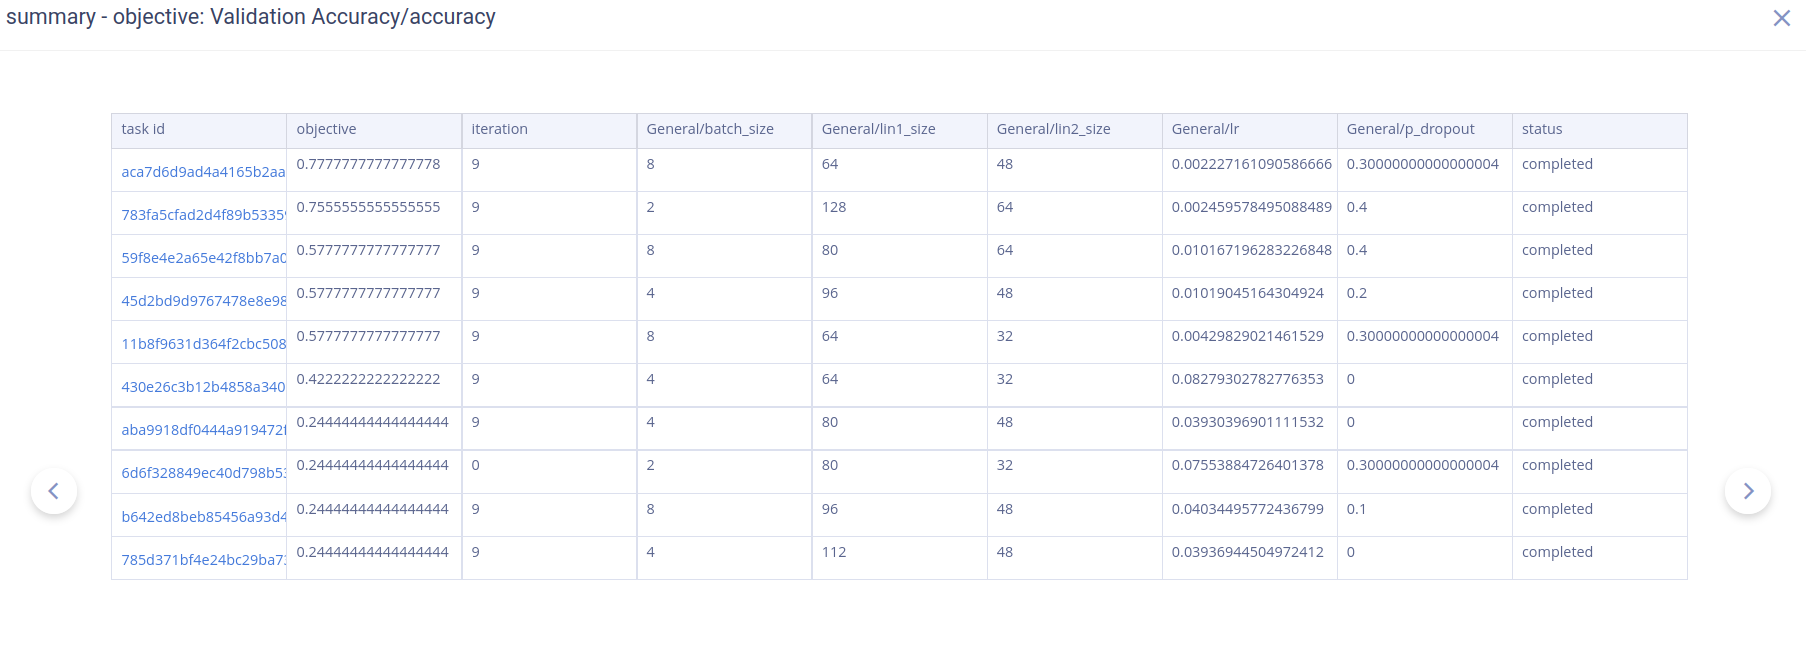 summary - objective: Validation Accuracy/accuracy
task id objective iteration General/batch_size General/lin1_size General/lin2_size General/lr General/p_dropout status
aca7d6d9ad4a4165b2aa 0.7777777777777778 9 8 64 48 0.002227161090586666 0.30000000000000004 completed
783fa5cfad2d4f89b5335 0.7555555555555555 9 2 128 64 0.002459578495088489 0.4 completed
59f8e4e2a65e42f8bb7a0 0.5777777777777777 9 8 80 64 0.010167196283226848 0.4 completed
45d2bd9d9767478e8e98 0.5777777777777777 9 4 96 48 0.01019045164304924 0.2 completed
11b8f9631d364f2cbc508 0.5777777777777777 9 8 64 32 0.00429829021461529 0.30000000000000004 completed
430e26c3b12b4858a340 0.4222222222222222 9 4 64 32 0.08279302782776353 0 completed
aba9918df0444a919472f 0.24444444444444444 9 4 80 48 0.03930396901111532 0 completed
6d6f328849ec40d798b53 0.24444444444444444 0 2 80 32 0.07553884726401378 0.30000000000000004 completed
b642ed8beb85456a93d4 0.24444444444444444 9 8 96 48 0.04034495772436799 0.1 completed
785d371bf4e24bc29ba73 0.24444444444444444 9 4 112 48 0.03936944504972412 0 completed